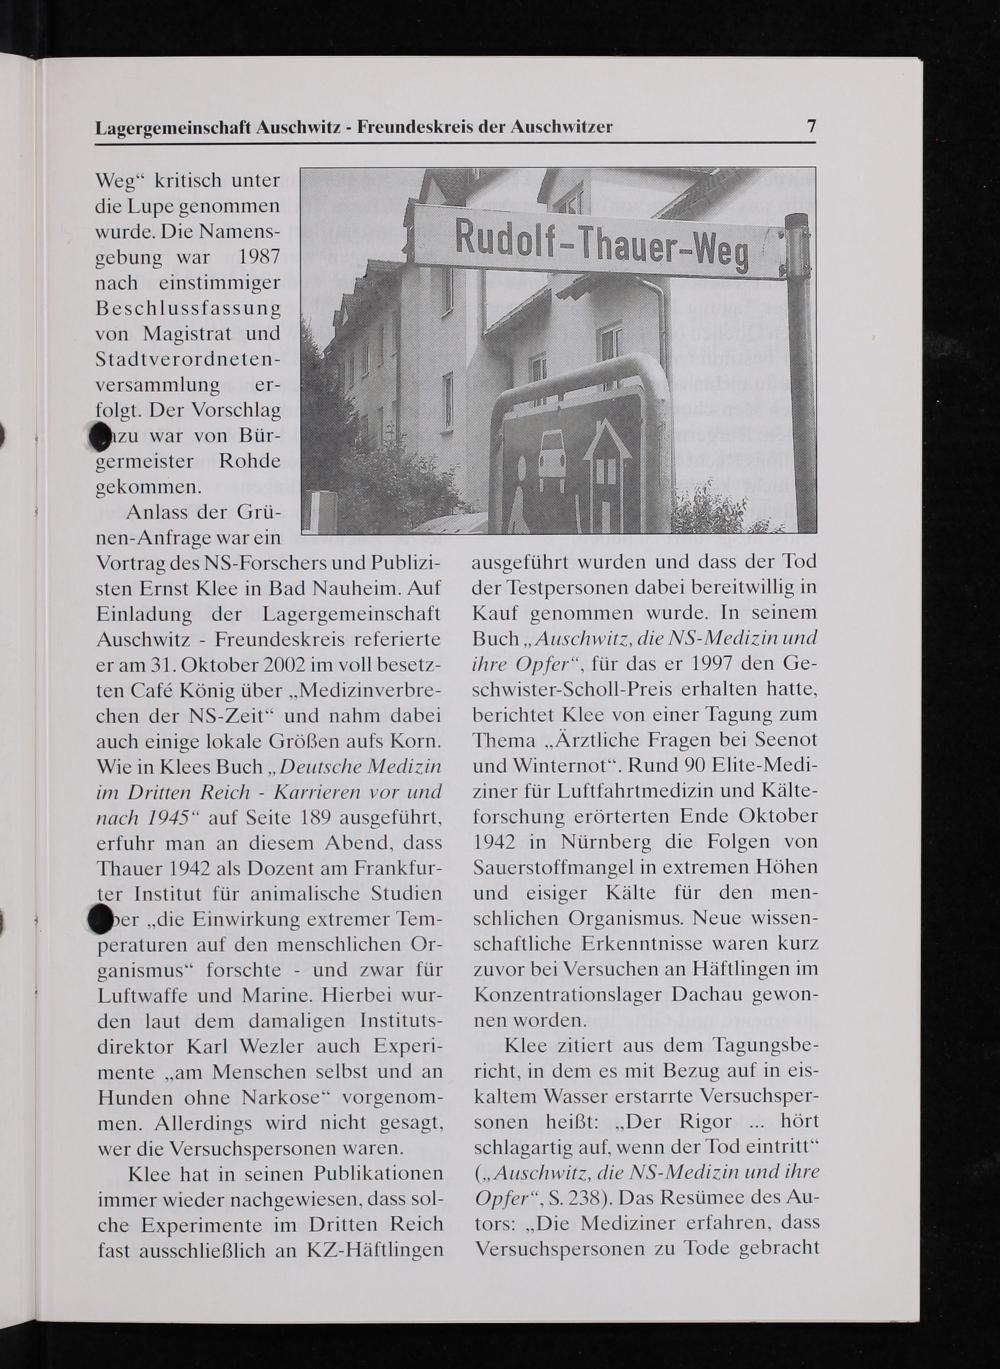 Lagergemeinschaft Auschwitz - Freundeskreis der Auschwitzer 7
Weg“ kritisch unter
die Lupe genommen
wurde. Die Namens-
gebung war 1987
nach einstimmiger
Beschlussfassung
von Magistrat und
Stadtverordneten-
versammlung er-
folgt. Der Vorschlag
war von Bür-
germeister Rohde
gekommen.
Anlass der Grü-
nen-Anfrage war ein
Vortrag des NS-Forschers und Publizi-
sten Ernst Klee in Bad Nauheim. Auf
Einladung der Lagergemeinschaft
Auschwitz - Freundeskreis referierte
er am 31. Oktober 2002 im voll besetz-
ten Café König über „Medizinverbre-
chen der NS-Zeit“ und nahm dabei
auch einige lokale Größen aufs Korn.
Wie in Klees Buch „Deutsche Medizin
im Dritten Reich - Karrieren vor und
nach 1945“ auf Seite 189 ausgeführt,
erfuhr man an diesem Abend, dass
Thauer 1942 als Dozent am Frankfur-
ter Institut für animalische Studien
„die Einwirkung extremer Tem-
peraturen auf den menschlichen Or-
ganismus“ forschte - und zwar für
Luftwaffe und Marine. Hierbei wur-
den laut dem damaligen Instituts-
direktor Karl Wezler auch Experi-
mente „am Menschen selbst und an
Hunden ohne Narkose“ vorgenom-
men. Allerdings wird nicht gesagt,
wer die Versuchspersonen waren.
Klee hat in seinen Publikationen
immer wieder nachgewiesen, dass sol-
che Experimente im Dritten Reich
fast ausschließlich an KZ-Häftlingen
Rudolf-Thauer-Weg
ausgeführt wurden und dass der Tod
der Testpersonen dabei bereitwillig in
Kauf genommen wurde. In seinem
Buch „Auschwitz, die NS-Medizin und
ihre Opfer“, für das er 1997 den Ge-
schwister-Scholl-Preis erhalten hatte,
berichtet Klee von einer Tagung zum
Thema „Ärztliche Fragen bei Seenot
und Winternot“. Rund 90 Elite-Medi-
ziner für Luftfahrtmedizin und Kälte-
forschung erörterten Ende Oktober
1942 in Nürnberg die Folgen von
Sauerstoffmangel in extremen Höhen
und eisiger Kälte für den men-
schlichen Organismus. Neue wissen-
schaftliche Erkenntnisse waren kurz
zuvor bei Versuchen an Häftlingen im
Konzentrationslager Dachau gewon-
nen worden.
Klee zitiert aus dem Tagungsbe-
richt, in dem es mit Bezug auf in eis-
kaltem Wasser erstarrte Versuchsper-
sonen heißt: „Der Rigor ... hört
schlagartig auf, wenn der Tod eintritt“
(„Auschwitz, die NS-Medizin und ihre
Opfer“, S. 238). Das Resümee des Au-
tors: „Die Mediziner erfahren, dass
Versuchspersonen zu Tode gebracht